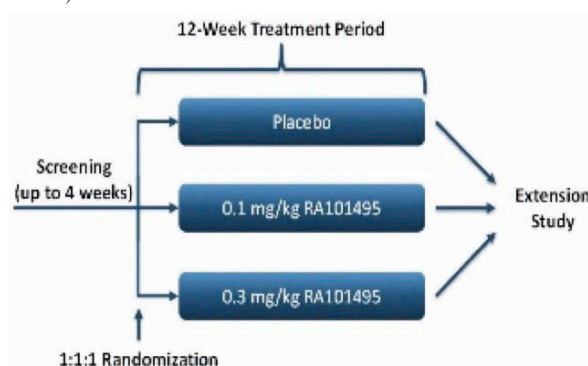 12-Week Treatment Period
Placebo
Screening
(up to 4 weeks)
0.1 mg/kg RA101495
Extension
Study
0.3 mg/kg RA101495
1:1:1 Randomization